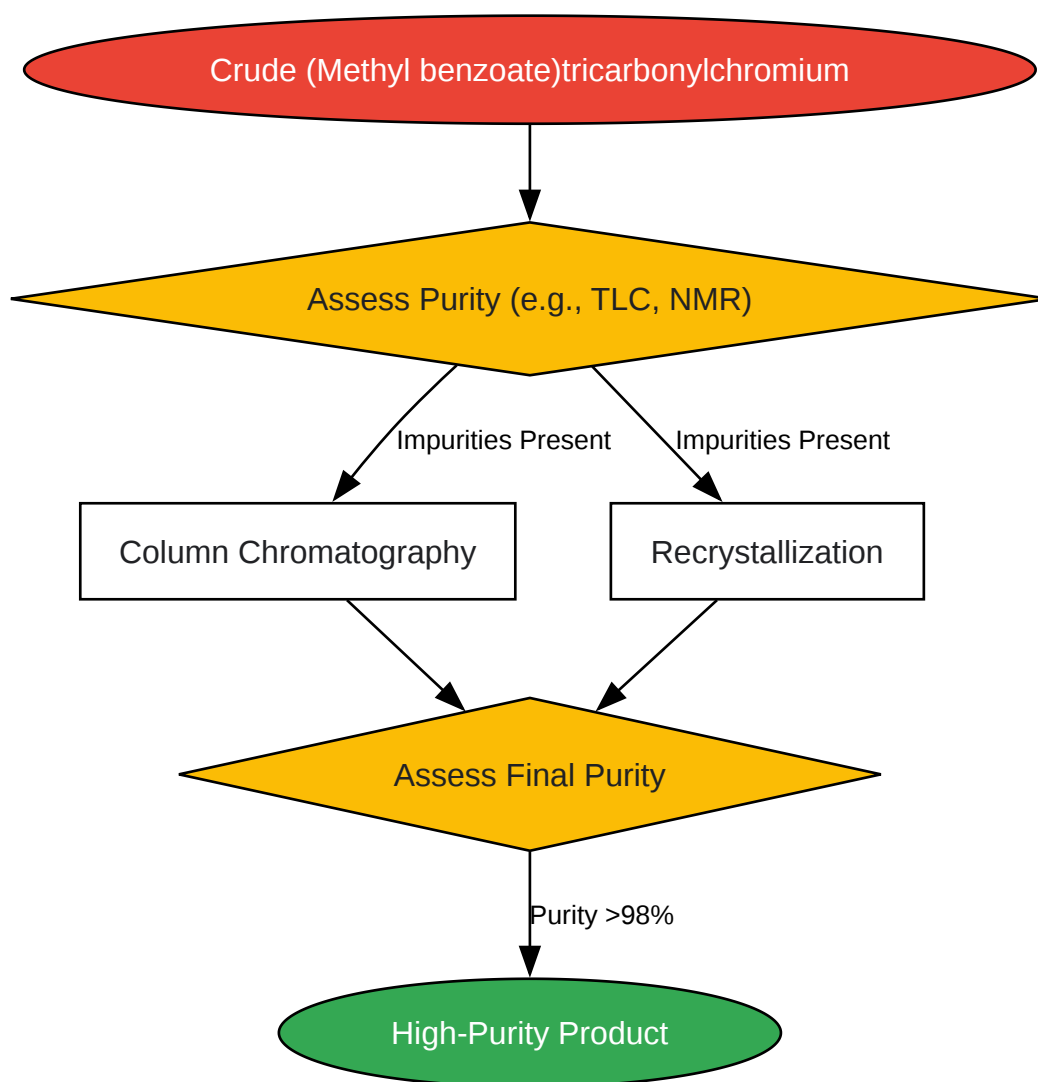 Crude (Methyl benzoate)tricarbonylchromium
Assess Purity (e.g., TLC, NMR)
Impurities Present
Impurities Present
Column Chromatography
Recrystallization
Assess Final Purity
Purity >98%
High-Purity Product